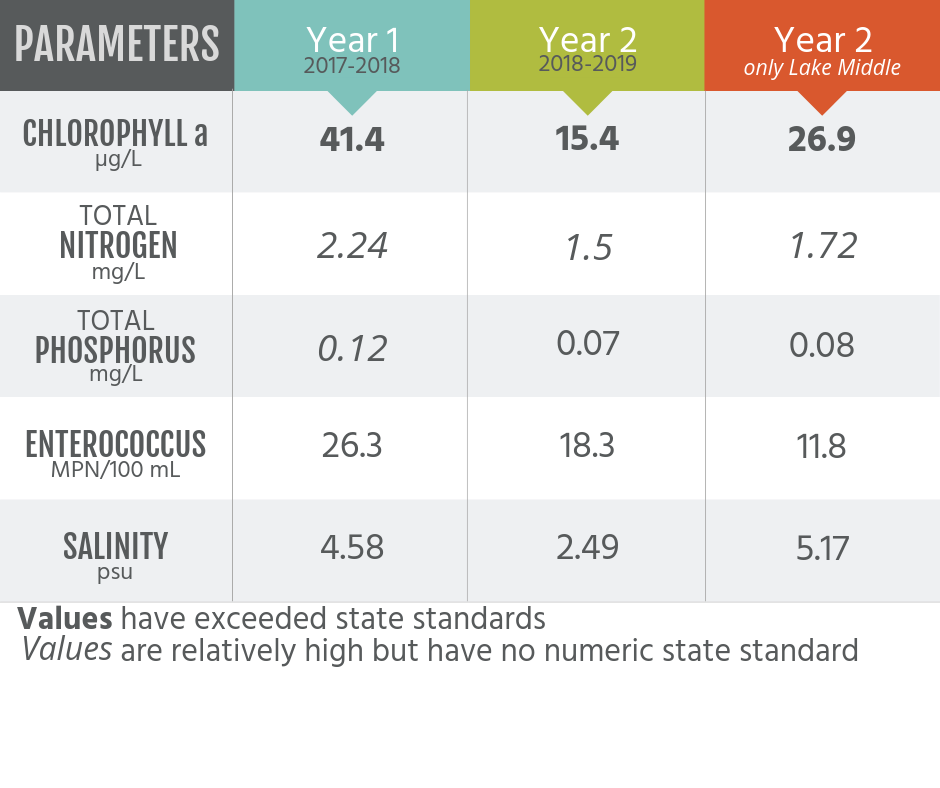 PARAMETERS
Year 1
2017-2018
Year 2
2018-2019
Year 2
only Lake Middle
CHLOROPHYLL a
µg/L
41.4
15.4
26.9
TOTAL
NITROGEN
mg/L
2.24
1.5
1.72
TOTAL
PHOSPHORUS
mg/L
0.12
0.07
0.08
ENTEROCOCCUS
MPN/100 mL
26.3
18.3
11.8
SALINITY
psu
4.58
2.49
5.17
Values have exceeded state standards
Values are relatively high but have no numeric state standard